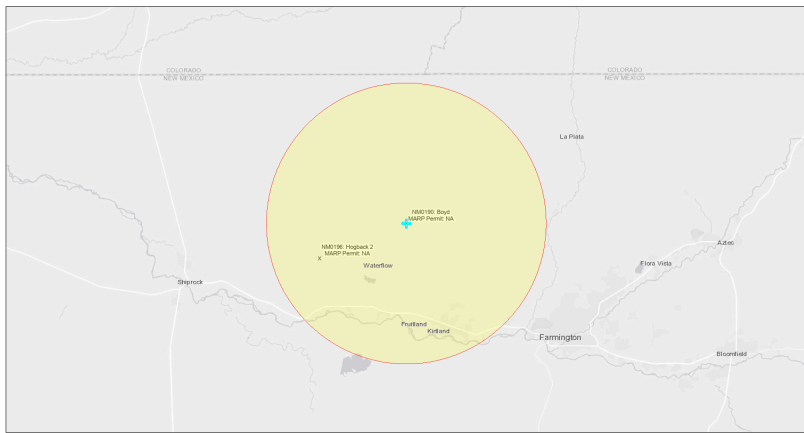 COLORADO
NEW MEXICO
COLORADO
NEW MEXICO
La Plata
NM0190: Boyd
MARP Permit: NA
NM0196: Hogback 2
MARP Permit: NA
X
Waterflow
Aztec
Flora Vista
Shiprock
Fruitland
Kirtland
Farmington
Bloomfield